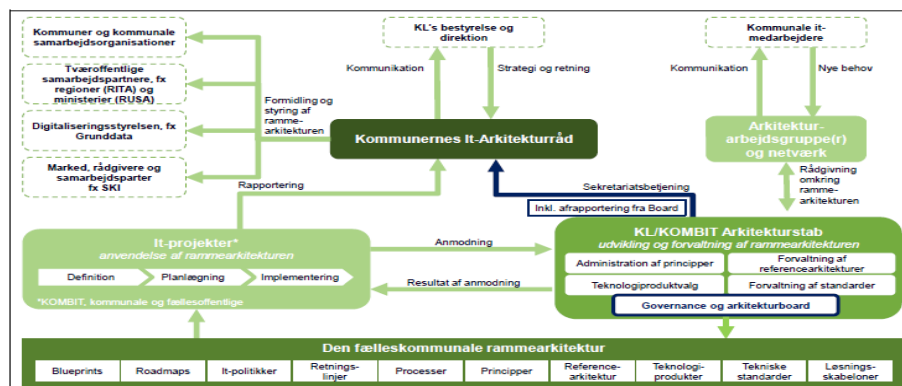 Kommuner og kommunale
samarbejdsorganisationer
Tværoffentlige
samarbejdspartnere, fx
regioner (RITA) og
ministerier (RUSA)
Digitaliseringsstyrelsen, fx
Grunddata
Marked, rådgivere og
samarbejdsparter
fx SKI
Formidling og
styring af
ramme-
arkitekturen
KL's bestyrelse og
direktion
Kommunikation
Strategi og retning
Kommunernes It-Arkitekturråd
Kommunale it-
medarbejdere
Kommunikation
Nye behov
Arkitektur-
arbejdsgruppe(r)
og netværk
Rapportering
Sekretariatsbetjening
Inkl. afrapportering fra Board
Rådgivning
omkring
ramme-
arkitekturen
It-projekter*
anvendelse af rammearkitekturen
Definition
Planlægning
Implementering
*KOMBIT, kommunale og fællesoffentlige
Anmodning
Resultat af anmodning
KL/KOMBIT Arkitekturstab
udvikling og forvaltning af rammearkitekturen
Administration af principper
Forvaltning af
referencearkitekturer
Teknologiproduktvalg
Forvaltning af standarder
Governance og arkitekturboard
Den fælleskommunale rammearkitektur
Blueprints
Roadmaps
It-politikker
Retnings-
linjer
Processer
Principper
Reference-
arkitektur
Teknologi-
produkter
Tekniske
standarder
Løsnings-
skabeloner